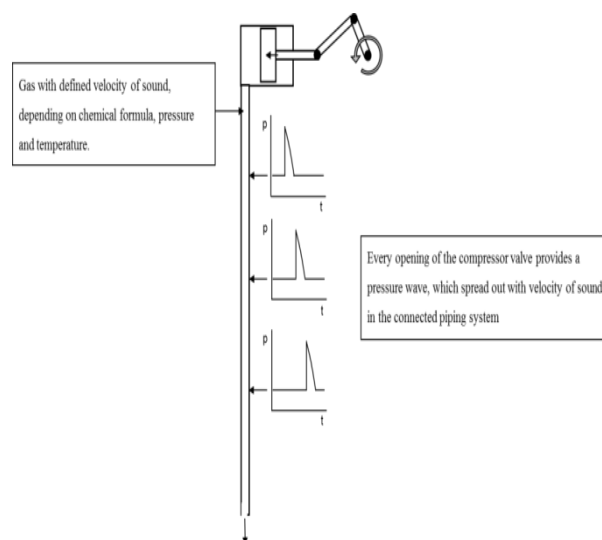 Gas with defined velocity of sound,
depending on chemical formula, pressure
and temperature.
p
t
p
t
Every opening of the compressor valve provides a
pressure wave, which spread out with velocity of sound
in the connected piping system
p
t